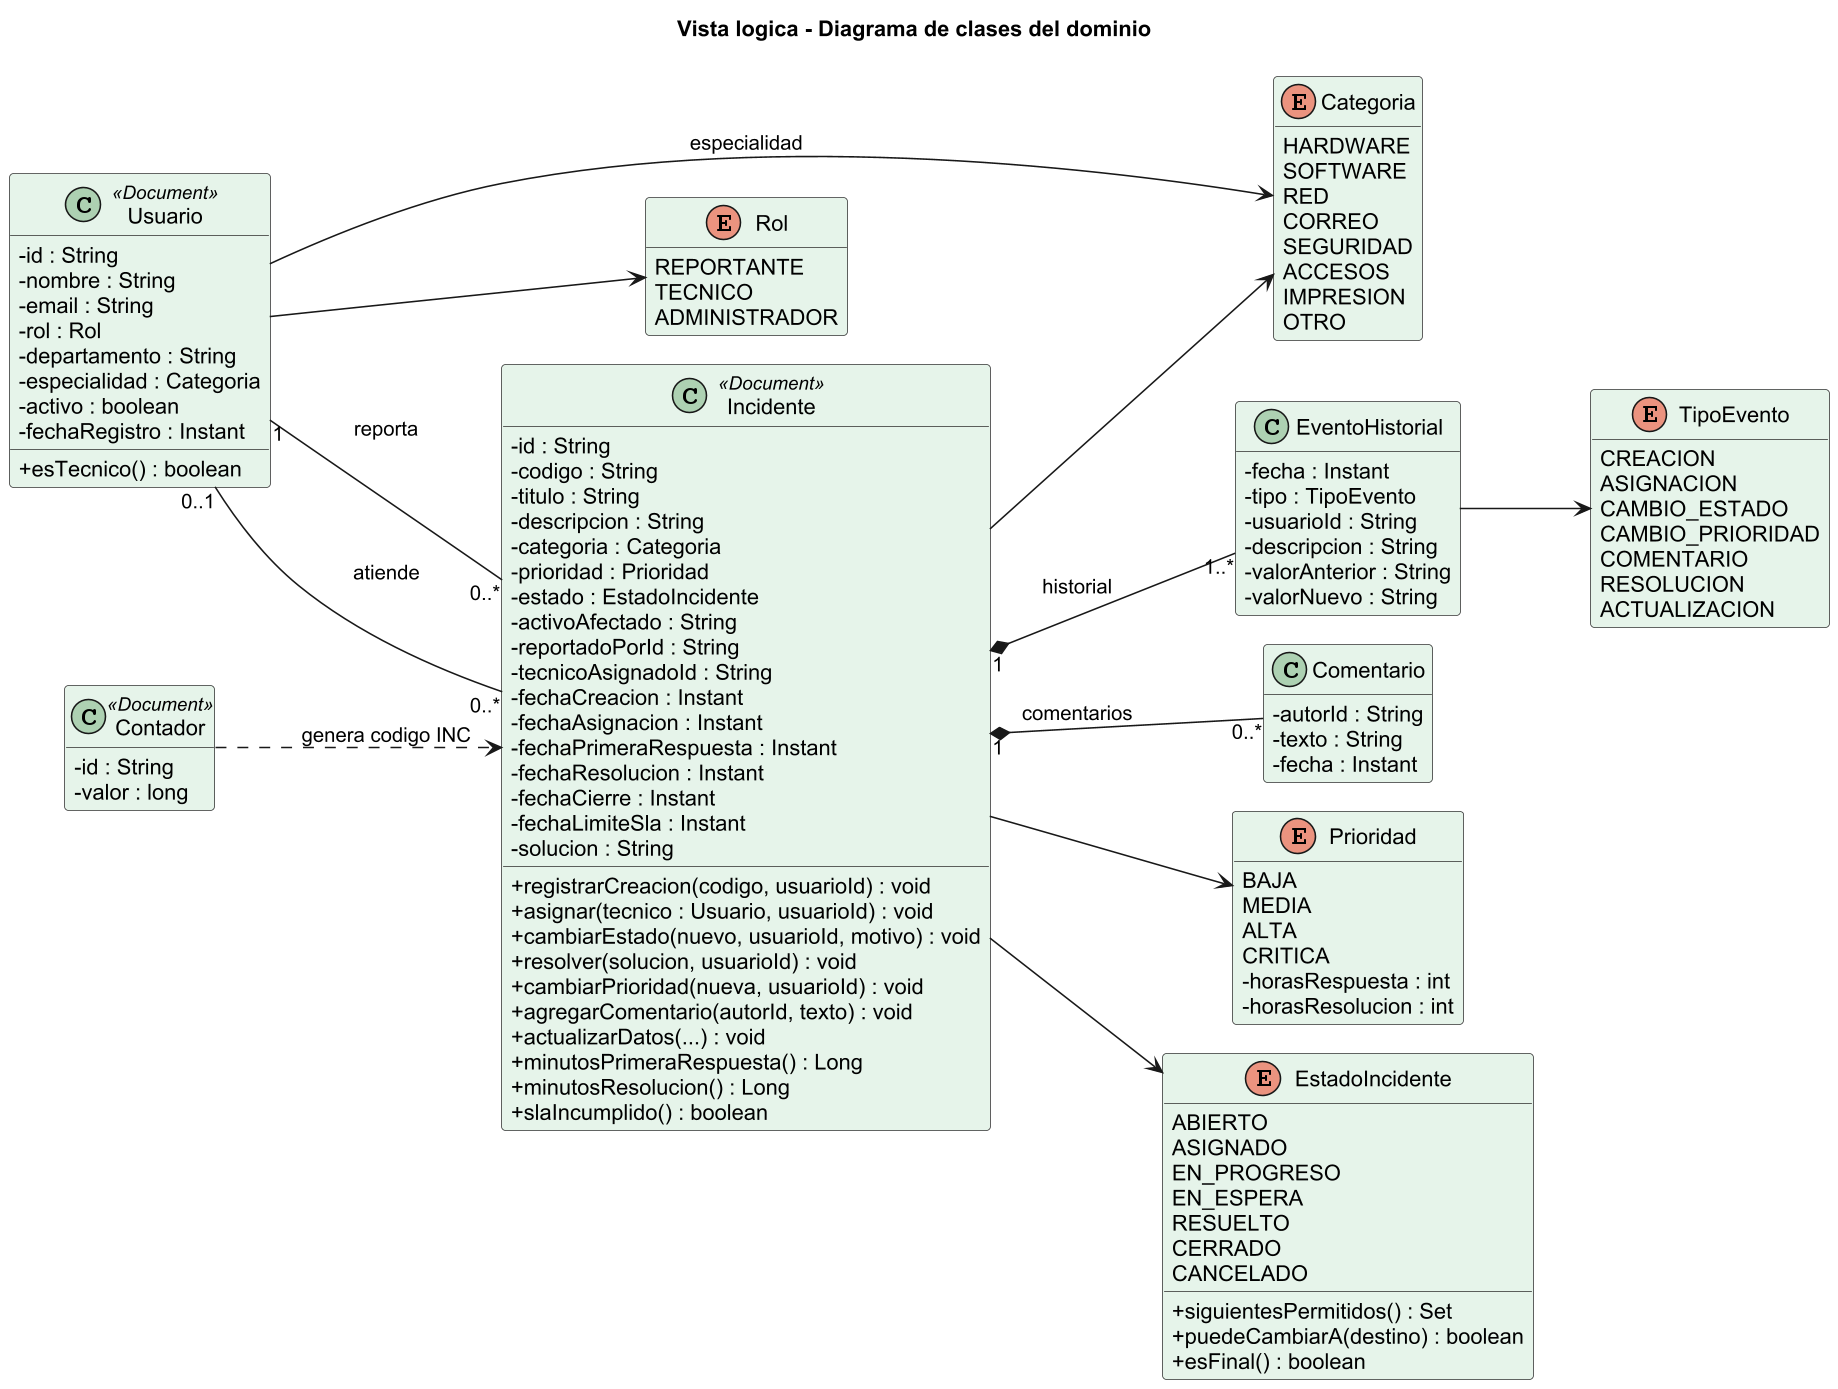 Vista logica - Diagrama de clases del dominio
«Document»
Usuario
-id : String
-nombre : String
-email : String
-rol : Rol
-departamento : String
-especialidad : Categoria
-activo : boolean
-fechaRegistro : Instant
+esTecnico() : boolean
especialidad
Rol
REPORTANTE
TECNICO
ADMINISTRADOR
Categoria
HARDWARE
SOFTWARE
RED
CORREO
SEGURIDAD
ACCESOS
IMPRESION
OTRO
1
reporta
0..*
0..1
atiende
0..*
«Document»
Contador
-id : String
-valor : long
genera codigo INC
«Document»
Incidente
-id : String
-codigo : String
-titulo : String
-descripcion : String
-categoria : Categoria
-prioridad : Prioridad
-estado : EstadoIncidente
-activoAfectado : String
-reportadoPorId : String
-tecnicoAsignadoId : String
-fechaCreacion : Instant
-fechaAsignacion : Instant
-fechaPrimeraRespuesta : Instant
-fechaResolucion : Instant
-fechaCierre : Instant
-fechaLimiteSla : Instant
-solucion : String
+registrarCreacion(codigo, usuarioId) : void
+asignar(tecnico : Usuario, usuarioId) : void
+cambiarEstado(nuevo, usuarioId, motivo) : void
+resolver(solucion, usuarioId) : void
+cambiarPrioridad(nueva, usuarioId) : void
+agregarComentario(autorId, texto) : void
+actualizarDatos(...) : void
+minutosPrimeraRespuesta() : Long
+minutosResolucion() : Long
+slaIncumplido() : boolean
historial
1
1..*
EventoHistorial
-fecha : Instant
-tipo : TipoEvento
-usuarioId : String
-descripcion : String
-valorAnterior : String
-valorNuevo : String
TipoEvento
CREACION
ASIGNACION
CAMBIO_ESTADO
CAMBIO_PRIORIDAD
COMENTARIO
RESOLUCION
ACTUALIZACION
comentarios
1
0..*
Comentario
-autorId : String
-texto : String
-fecha : Instant
Prioridad
BAJA
MEDIA
ALTA
CRITICA
-horasRespuesta : int
-horasResolucion : int
EstadoIncidente
ABIERTO
ASIGNADO
EN_PROGRESO
EN_ESPERA
RESUELTO
CERRADO
CANCELADO
+siguientesPermitidos() : Set
+puedeCambiarA(destino) : boolean
+esFinal() : boolean